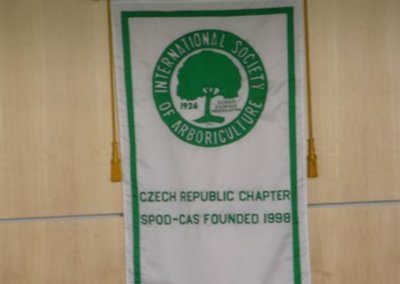 INTERNATIONAL SOCIETY
OF ARBORICULTURE
1924
CZECH REPUBLIC CHAPTER
SPOD-CAS FOUNDED 1998